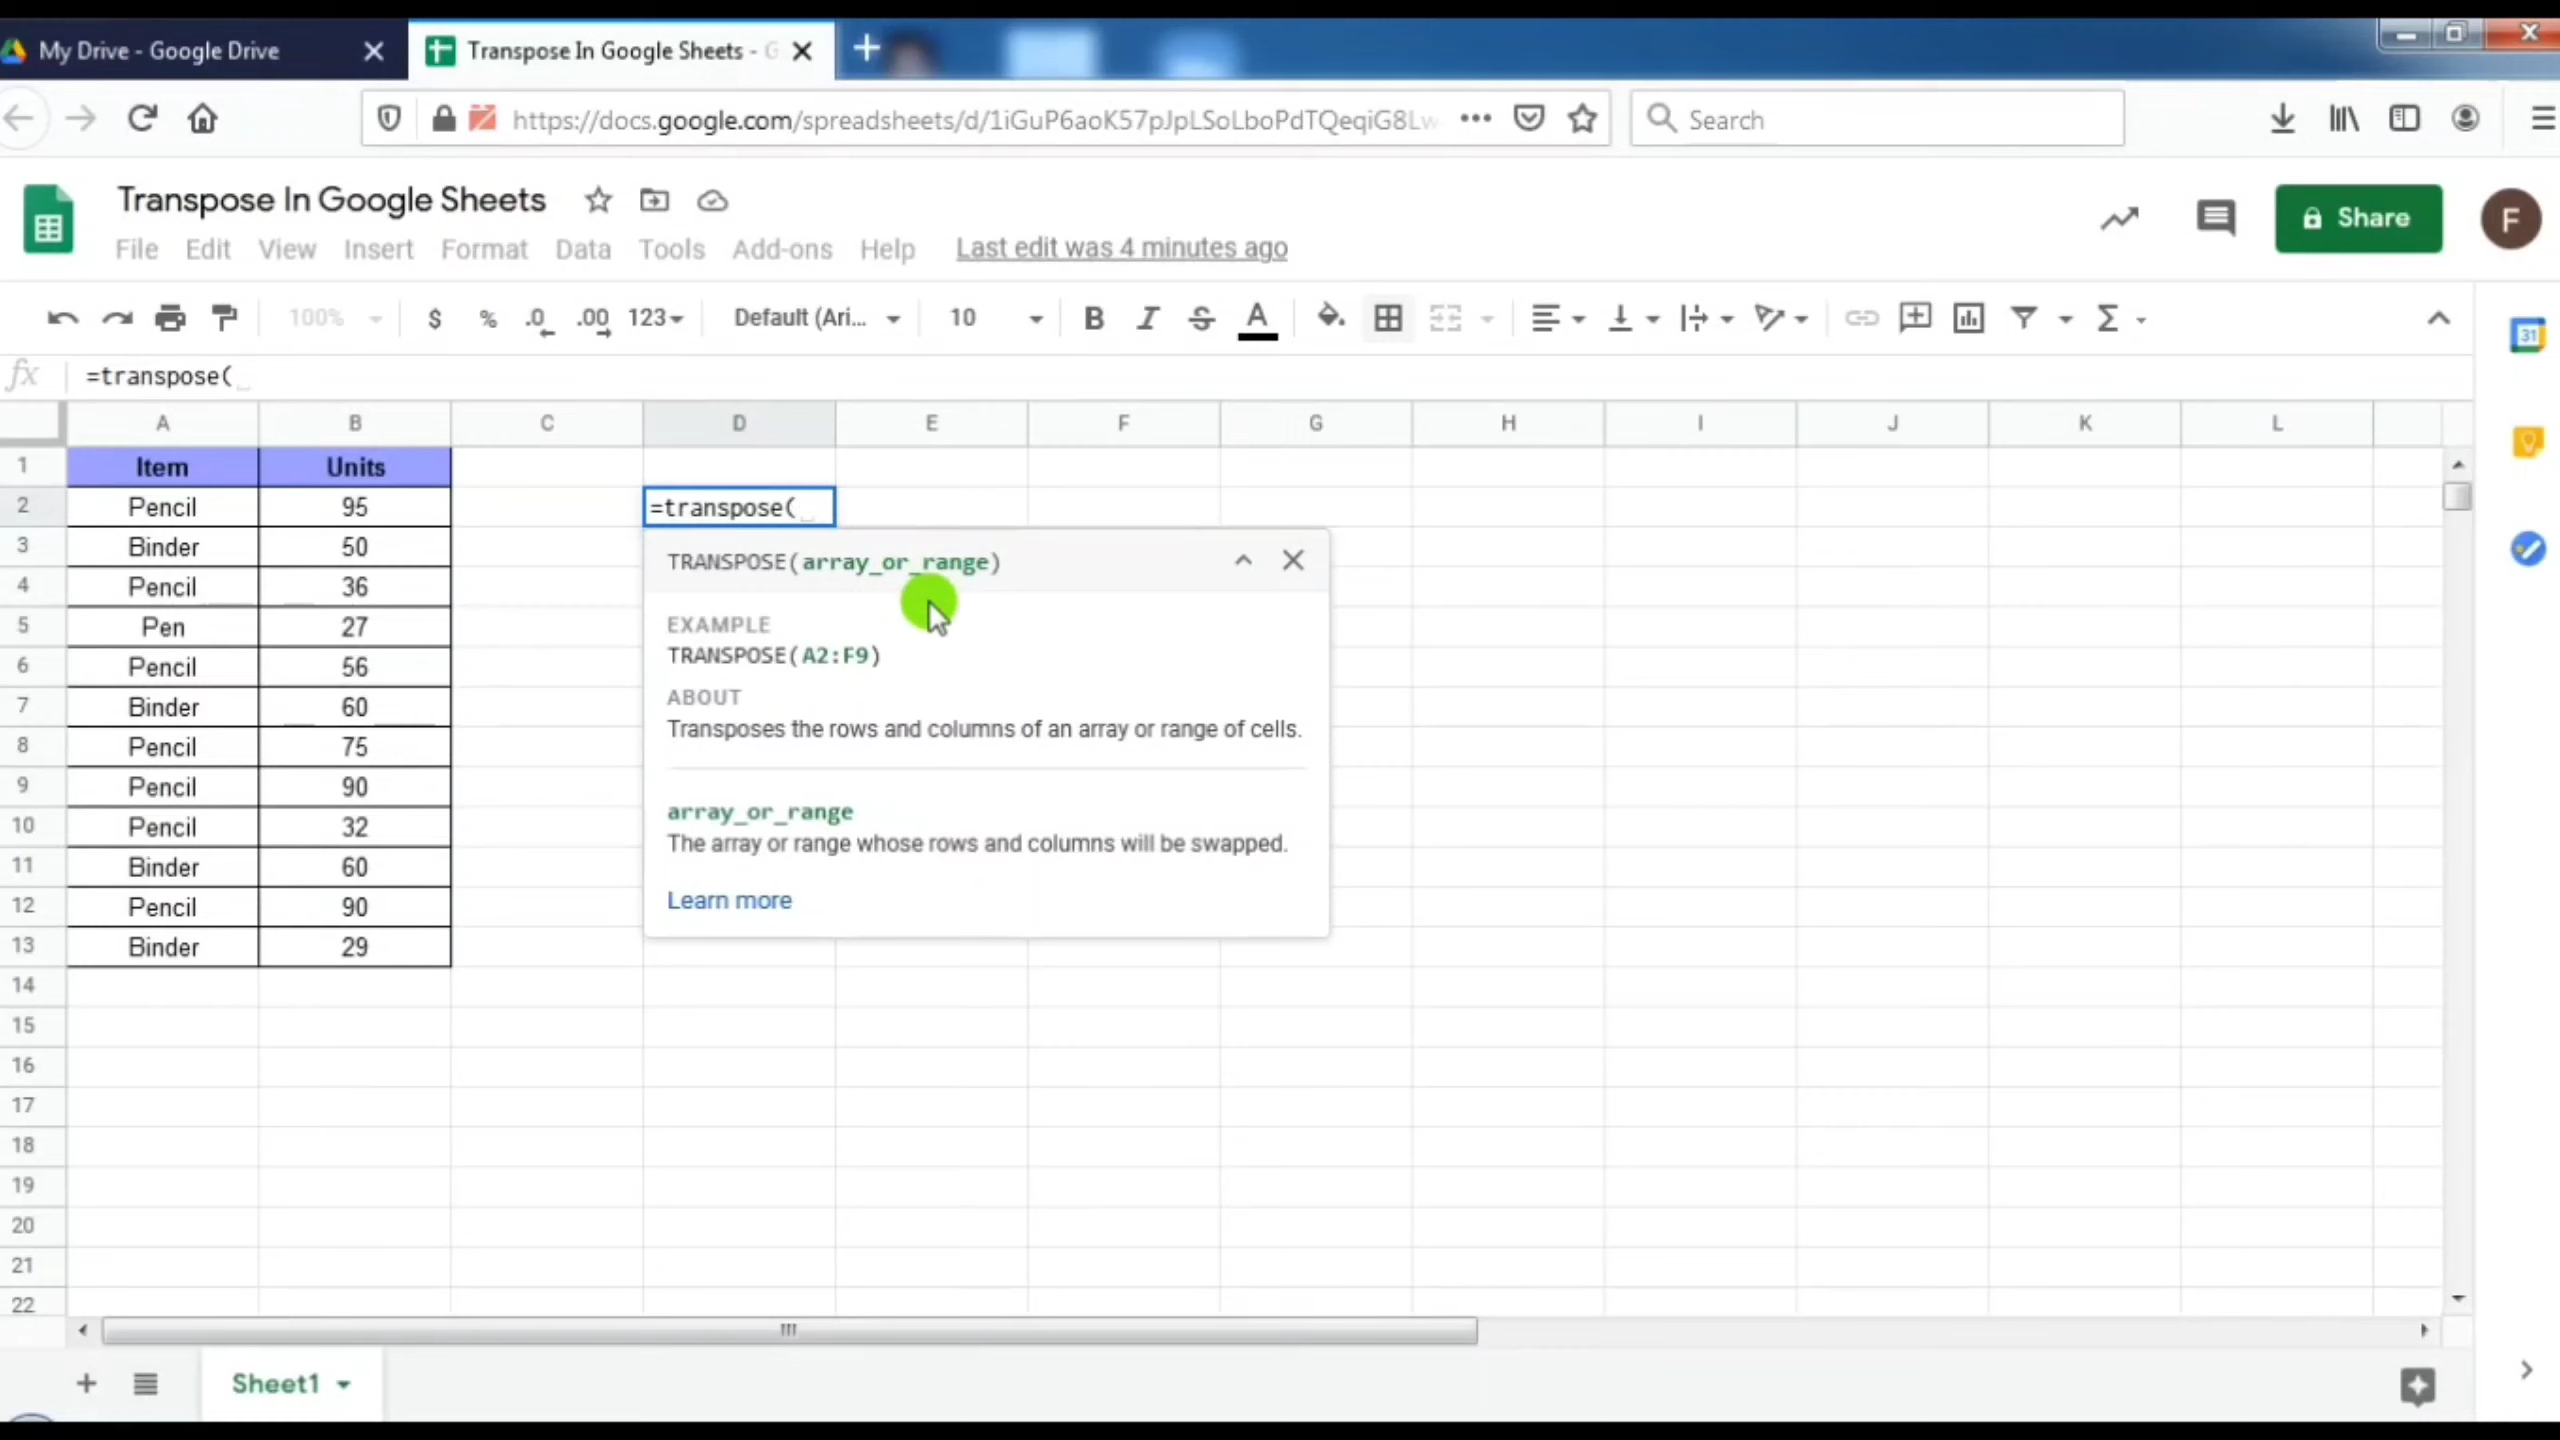 My Drive - Google Drive
Transpose In Google Sheets - G
https://docs.google.com/spreadsheets/d/1iGuP6aoK57pJpLSoLboPdTQeqiG8Lw
Search
Transpose In Google Sheets
File Edit View Insert Format Data Tools Add-ons Help Last edit was 4 minutes ago
Share
F
100% $ % .0 .00 123 Default (Ari... 10 B I S A Σ
31
fx =transpose(
A B C D E F G H I J K L
1 Item Units
2 Pencil 95 =transpose(
3 Binder 50
4 Pencil 36
5 Pen 27
6 Pencil 56
7 Binder 60
8 Pencil 75
9 Pencil 90
10 Pencil 32
11 Binder 60
12 Pencil 90
13 Binder 29
14
15
16
17
18
19
20
21
22
TRANSPOSE(array_or_range)
EXAMPLE
TRANSPOSE(A2:F9)
ABOUT
Transposes the rows and columns of an array or range of cells.
array_or_range
The array or range whose rows and columns will be swapped.
Learn more
Sheet1